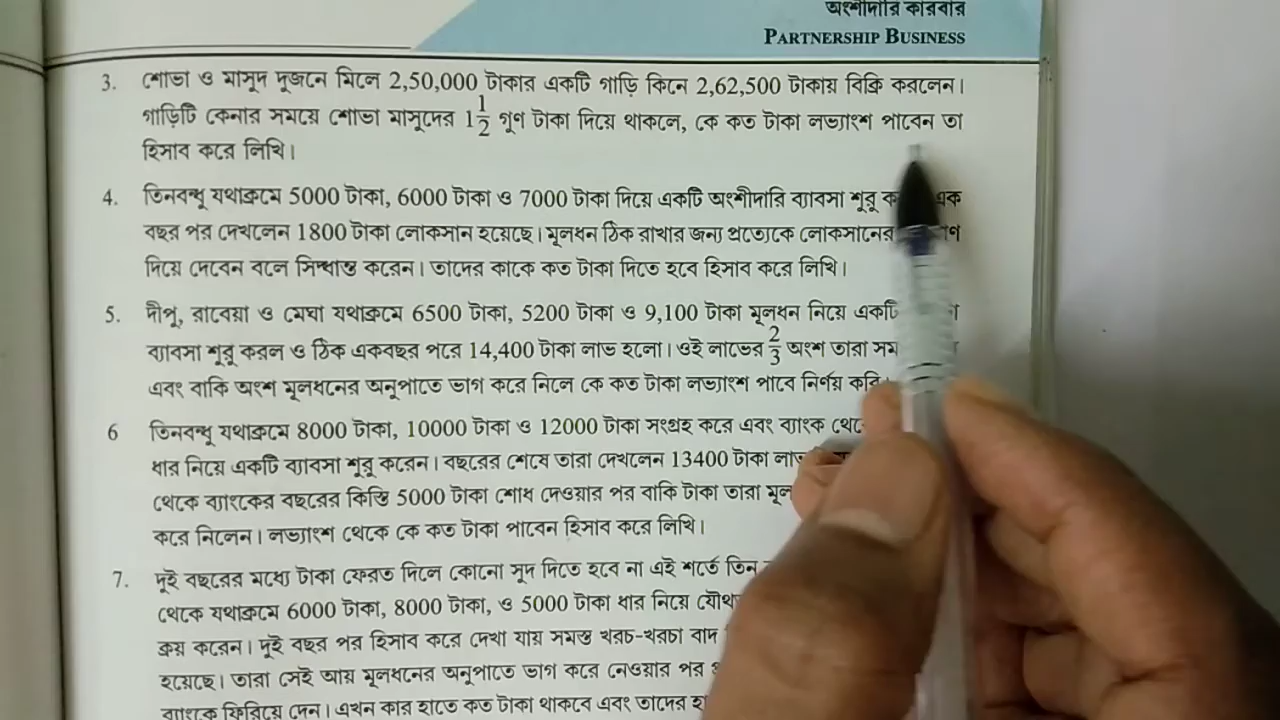 অংশীদারি কারবার
PARTNERSHIP BUSINESS
3. শোভা ও মাসুদ দুজনে মিলে 2,50,000 টাকার একটি গাড়ি কিনে 2,62,500 টাকায় বিক্রি করলেন।
গাড়িটি কেনার সময়ে শোভা মাসুদের 1 1/2 গুণ টাকা দিয়ে থাকলে, কে কত টাকা লভ্যাংশ পাবেন তা
হিসাব করে লিখি।
4. তিনবন্ধু যথাক্রমে 5000 টাকা, 6000 টাকা ও 7000 টাকা দিয়ে একটি অংশীদারি ব্যাবসা শুরু এক
বছর পর দেখলেন 1800 টাকা লোকসান হয়েছে। মূলধন ঠিক রাখার জন্য প্রত্যেকে লোকসানের
দিয়ে দেবেন বলে সিদ্ধান্ত করেন। তাদের কাকে কত টাকা দিতে হবে হিসাব করে লিখি।
5. দীপু, রাবেয়া ও মেঘা যথাক্রমে 6500 টাকা, 5200 টাকা ও 9,100 টাকা মূলধন নিয়ে একটি
ব্যাবসা শুরু করল ও ঠিক একবছর পরে 14,400 টাকা লাভ হলো। ওই লাভের 2/3 অংশ তারা
এবং বাকি অংশ মূলধনের অনুপাতে ভাগ করে নিলে কে কত টাকা লভ্যাংশ পাবে নির্ণয়
6 তিনবন্ধু যথাক্রমে 8000 টাকা, 10000 টাকা ও 12000 টাকা সংগ্রহ করে এবং ব্যাংক
ধার নিয়ে একটি ব্যাবসা শুরু করেন। বছরের শেষে তারা দেখলেন 13400 টাকা
থেকে ব্যাংকের বছরের কিস্তি 5000 টাকা শোধ দেওয়ার পর বাকি টাকা তারা
করে নিলেন। লভ্যাংশ থেকে কে কত টাকা পাবেন হিসাব করে লিখি।
7. দুই বছরের মধ্যে টাকা ফেরত দিলে কোনো সুদ দিতে হবে না এই শর্তে তিন
থেকে যথাক্রমে 6000 টাকা, 8000 টাকা, ও 5000 টাকা ধার নিয়ে
ক্রয় করেন। দুই বছর পর হিসাব করে দেখা যায় সমস্ত খরচ-খরচা বাদ
হয়েছে। তারা সেই আয় মূলধনের অনুপাতে ভাগ করে নেওয়ার পর
ব্যাংকে ফিরিয়ে দেন। এখন কার হাতে কত টাকা থাকবে এবং তাদের